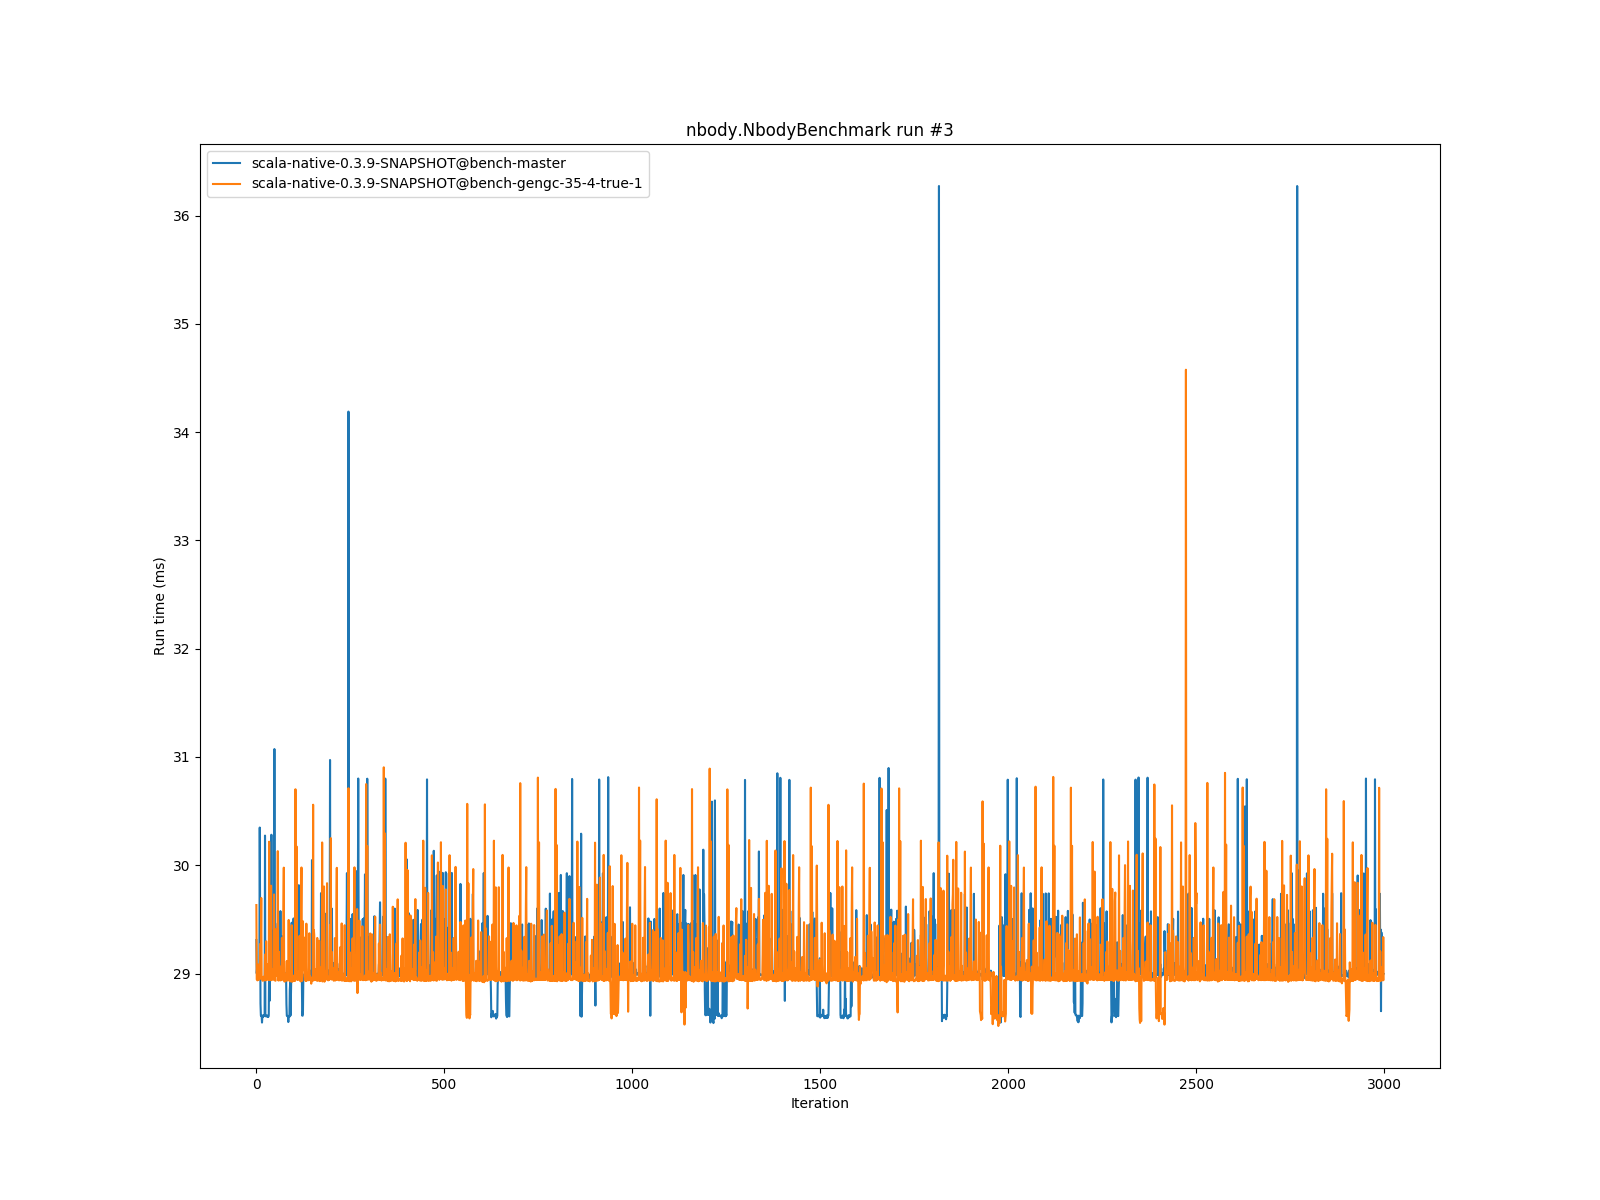 nbody.NbodyBenchmark run #3
scala-native-0.3.9-SNAPSHOT@bench-master
scala-native-0.3.9-SNAPSHOT@bench-gengc-35-4-true-1
36
35
34
33
32
31
30
29
Run time (ms)
0 500 1000 1500 2000 2500 3000
Iteration